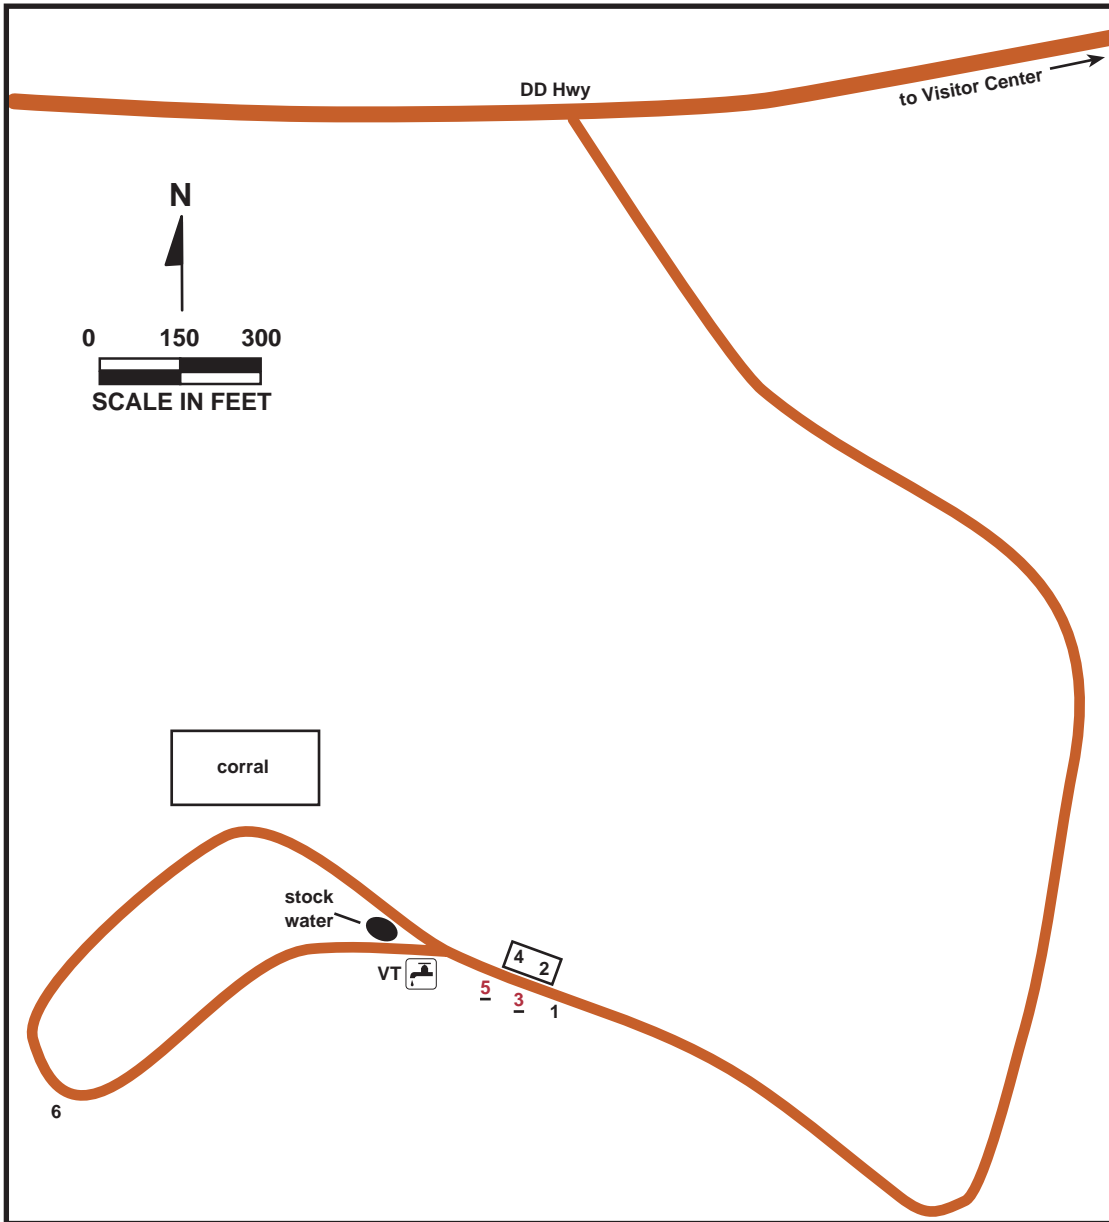 DD Hwy
to Visitor Center
N
0 150 300
SCALE IN FEET
corral
stock
water
VT
4
2
5
3
1
6